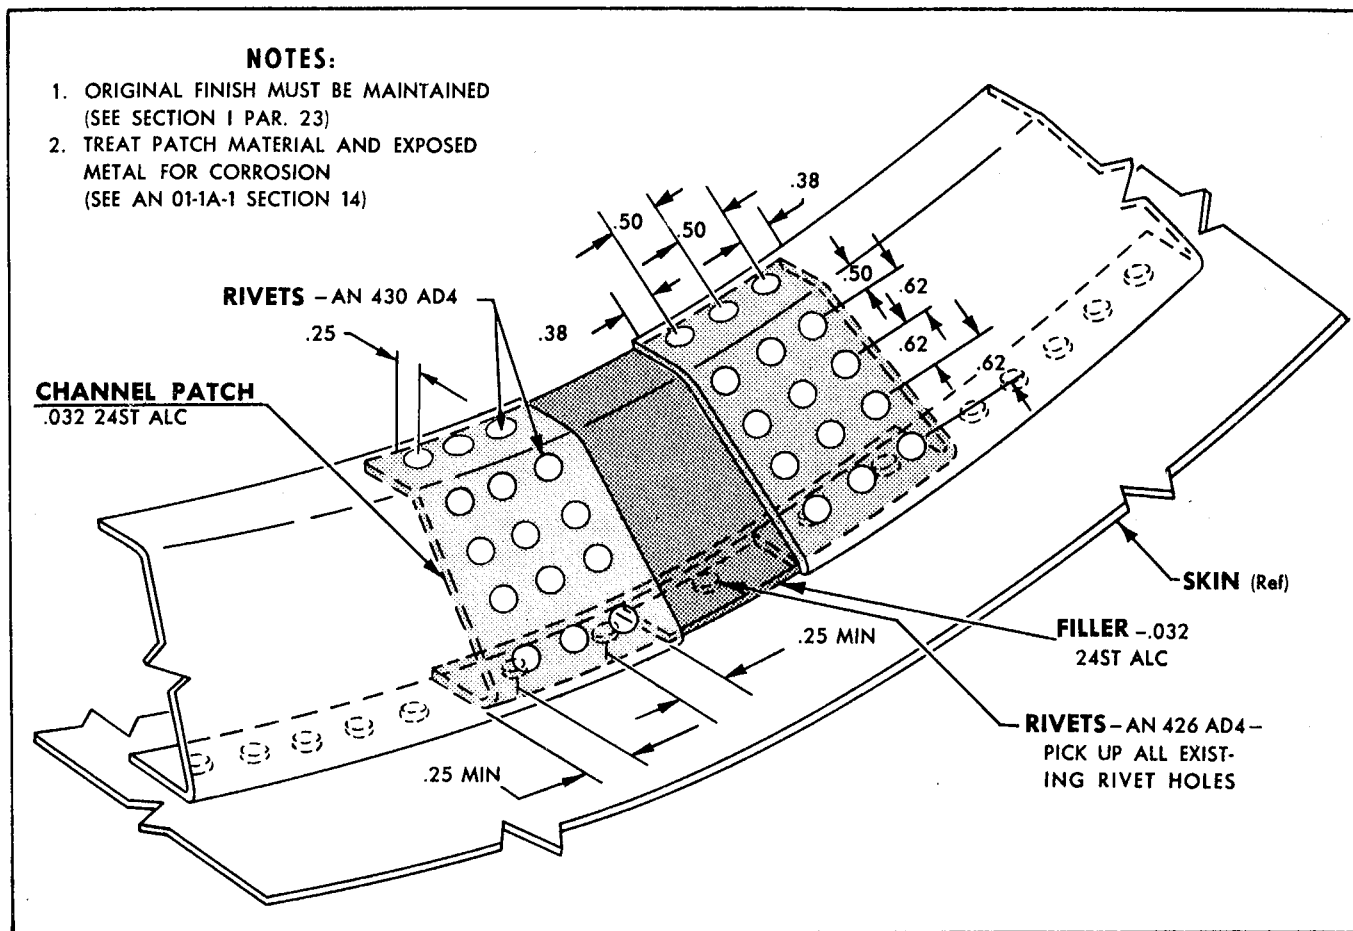 NOTES:
1. ORIGINAL FINISH MUST BE MAINTAINED
(SEE SECTION I PAR. 23)
2. TREAT PATCH MATERIAL AND EXPOSED
METAL FOR CORROSION
(SEE AN 01-1A-1 SECTION 14)
.38
.50
.50
.50
.62
RIVETS – AN 430 AD4
.25
.38
.62
.62
CHANNEL PATCH
.032 24ST ALC
SKIN (Ref)
.25 MIN
FILLER –.032
24ST ALC
RIVETS – AN 426 AD4 –
PICK UP ALL EXIST-
ING RIVET HOLES
.25 MIN